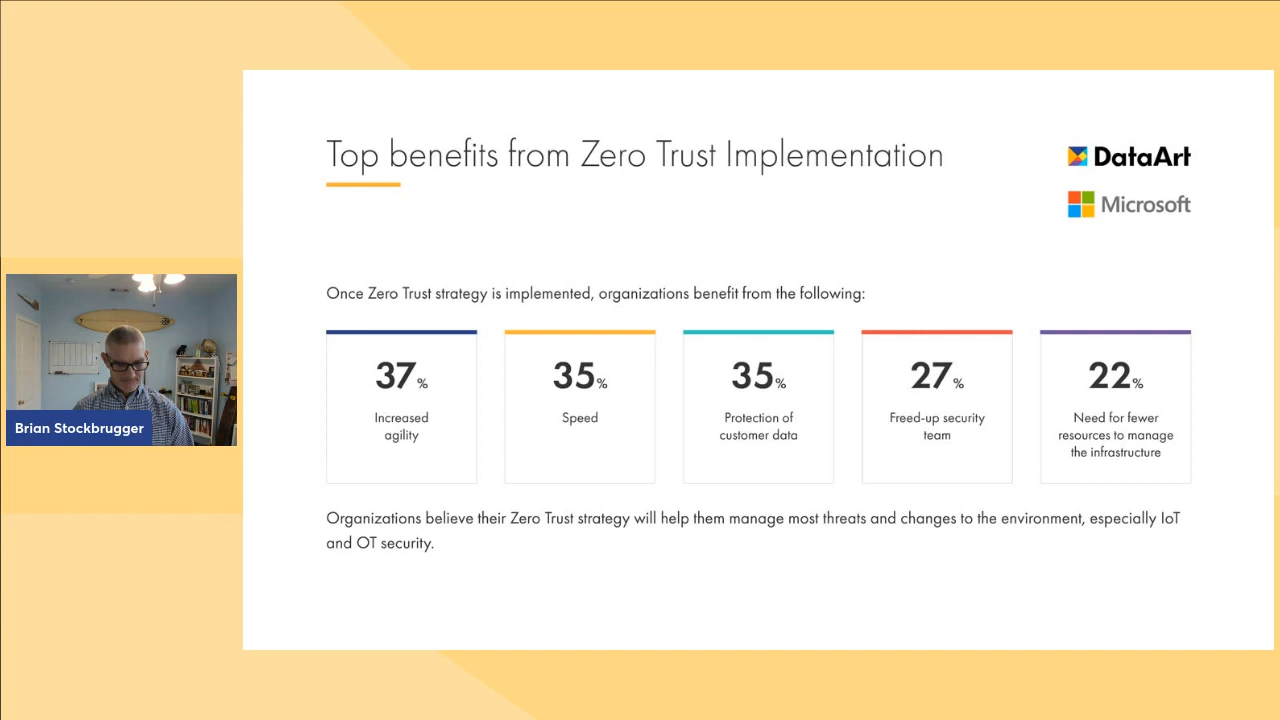 Top benefits from Zero Trust Implementation
DataArt
Microsoft
Once Zero Trust strategy is implemented, organizations benefit from the following:
37%
Increased
agility
35%
Speed
35%
Protection of
customer data
27%
Freed-up security
team
22%
Need for fewer
resources to manage
the infrastructure
Organizations believe their Zero Trust strategy will help them manage most threats and changes to the environment, especially IoT
and OT security.
Brian Stockbrugger